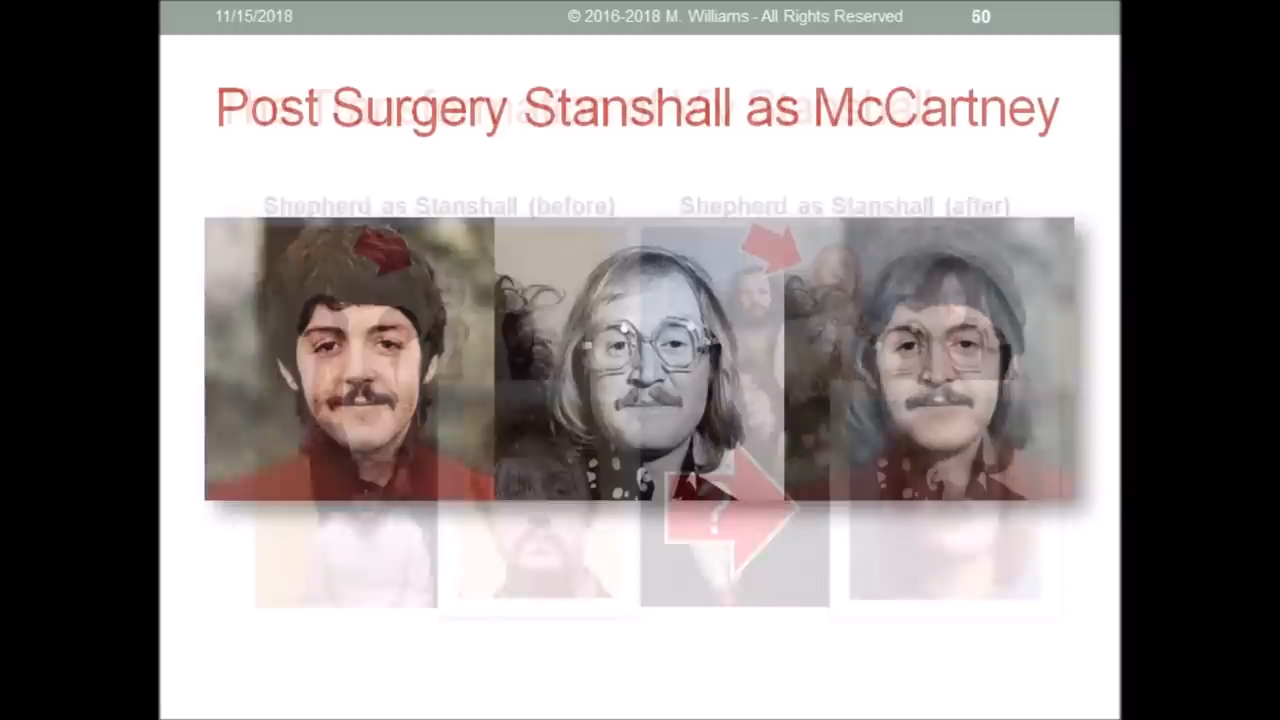 11/15/2018
© 2016-2018 M. Williams - All Rights Reserved
50
Post Surgery Stanshall as McCartney
Shepherd as Stanshall (before)
Shepherd as Stanshall (after)
?